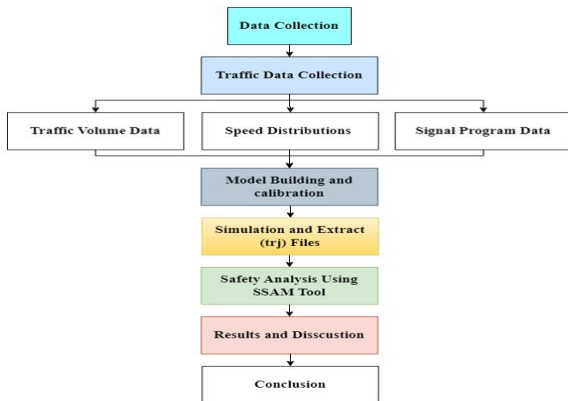 Data Collection
Traffic Data Collection
Traffic Volume Data
Speed Distributions
Signal Program Data
Model Building and
calibration
Simulation and Extract
(trj) Files
Safety Analysis Using
SSAM Tool
Results and Disscustion
Conclusion